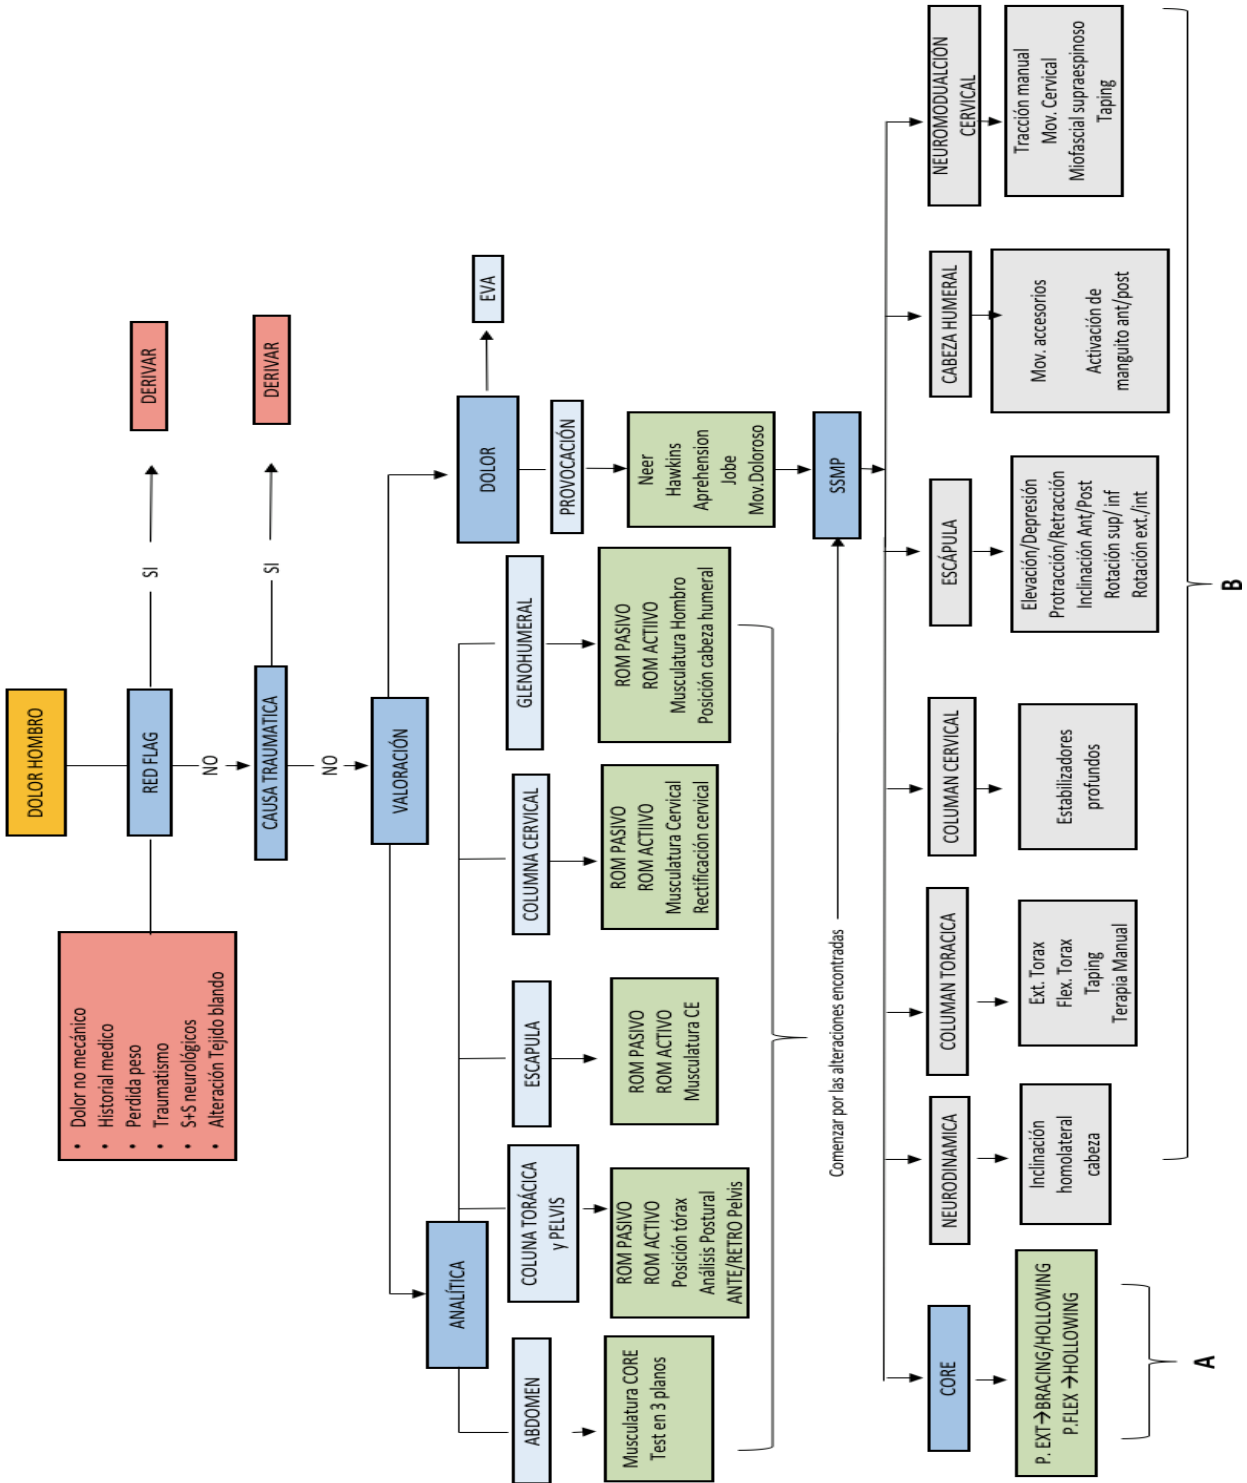 DOLOR HOMBRO
• Dolor no mecánico
• Historial medico
• Perdida peso
• Traumatismo
• S+S neurológicos
• Alteración Tejido blando
RED FLAG
SI
DERIVAR
NO
CAUSA TRAUMATICA
SI
DERIVAR
NO
VALORACIÓN
ANALÍTICA
DOLOR
EVA
ABDOMEN
COLUNA TORÁCICA
y PELVIS
ESCAPULA
COLUMNA CERVICAL
GLENOHUMERAL
PROVOCACIÓN
Musculatura CORE
Test en 3 planos
ROM PASIVO
ROM ACTIVO
Posición tórax
Análisis Postural
ANTE/RETRO Pelvis
ROM PASIVO
ROM ACTIVO
Musculatura CE
ROM PASIVO
ROM ACTIIVO
Musculatura Cervical
Rectificación cervical
ROM PASIVO
ROM ACTIIVO
Musculatura Hombro
Posición cabeza humeral
Neer
Hawkins
Aprehension
Jobe
Mov.Doloroso
Comenzar por las alteraciones encontradas
SSMP
CORE
NEURODINAMICA
COLUMAN TORACICA
COLUMAN CERVICAL
ESCÁPULA
CABEZA HUMERAL
NEUROMODUALCIÓN
CERVICAL
P. EXT→BRACING/HOLLOWING
P.FLEX →HOLLOWING
Inclinación
homolateral
cabeza
Ext. Torax
Flex. Torax
Taping
Terapia Manual
Estabilizadores
profundos
Elevación/Depresión
Protracción/Retracción
Inclinación Ant/Post
Rotación sup/ inf
Rotación ext./int
Mov. accesorios
Activación de
manguito ant/post
Tracción manual
Mov. Cervical
Miofascial supraespinoso
Taping
A
B